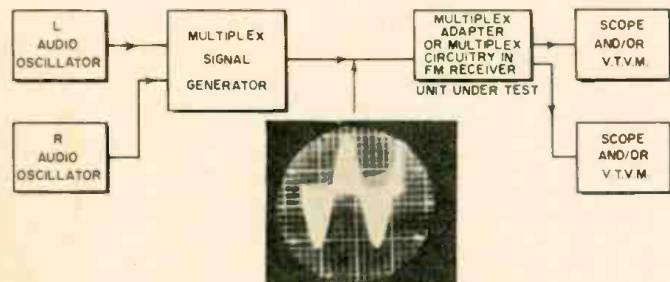 L
AUDIO
OSCILLATOR
MULTIPLEX
SIGNAL
GENERATOR
MULTIPLEX
ADAPTER
OR MULTIPLEX
CIRCUITRY IN
FM RECEIVER
UNIT UNDER TEST
SCOPE
AND/OR
V.T.V.M.
R
AUDIO
OSCILLATOR
SCOPE
AND/OR
V.T.V.M.